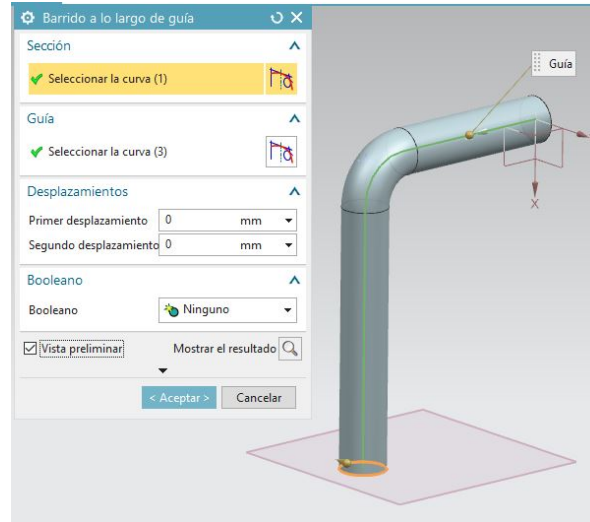 Barrido a lo largo de guía
Sección
Seleccionar la curva (1)
Guía
Seleccionar la curva (3)
Desplazamientos
Primer desplazamiento 0 mm
Segundo desplazamiento 0 mm
Booleano
Booleano Ninguno
Vista preliminar Mostrar el resultado
< Aceptar > Cancelar
Guía
X